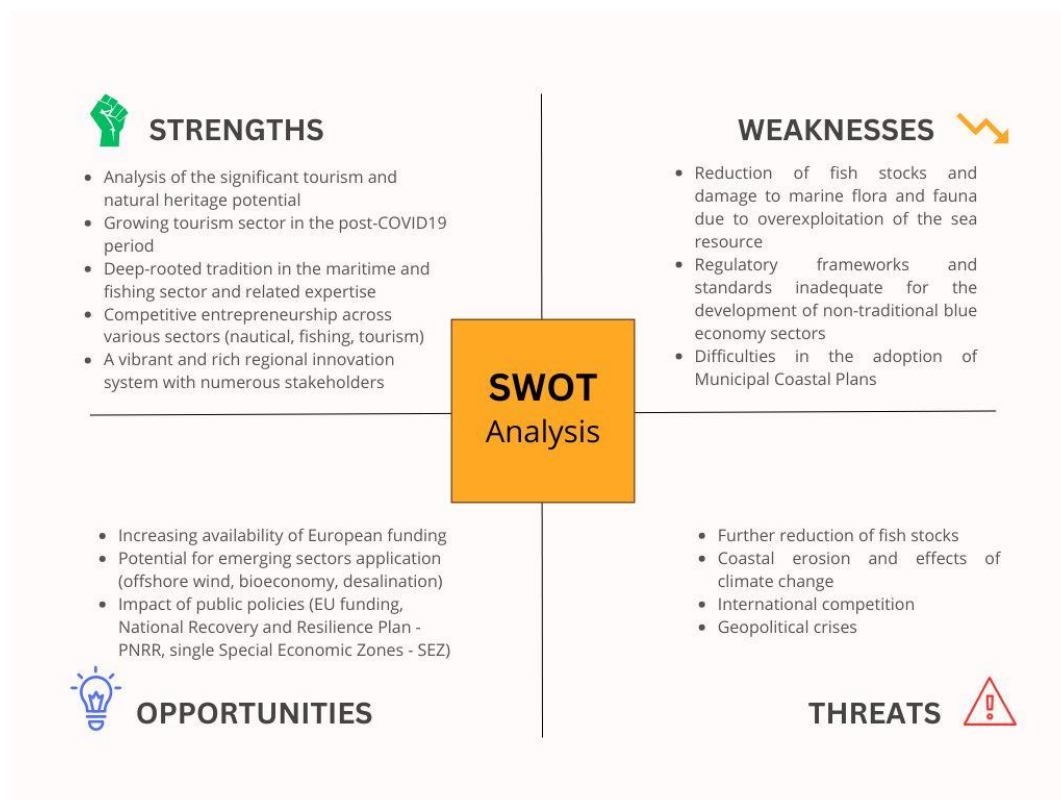 STRENGTHS
• Analysis of the significant tourism and
natural heritage potential
• Growing tourism sector in the post-COVID19
period
• Deep-rooted tradition in the maritime and
fishing sector and related expertise
• Competitive entrepreneurship across
various sectors (nautical, fishing, tourism)
• A vibrant and rich regional innovation
system with numerous stakeholders
WEAKNESSES
• Reduction of fish stocks and
damage to marine flora and fauna
due to overexploitation of the sea
resource
• Regulatory frameworks and
standards inadequate for the
development of non-traditional blue
economy sectors
• Difficulties in the adoption of
Municipal Coastal Plans
SWOT
Analysis
• Increasing availability of European funding
• Potential for emerging sectors application
(offshore wind, bioeconomy, desalination)
• Impact of public policies (EU funding,
National Recovery and Resilience Plan -
PNRR, single Special Economic Zones - SEZ)
OPPORTUNITIES
• Further reduction of fish stocks
• Coastal erosion and effects of
climate change
• International competition
• Geopolitical crises
THREATS